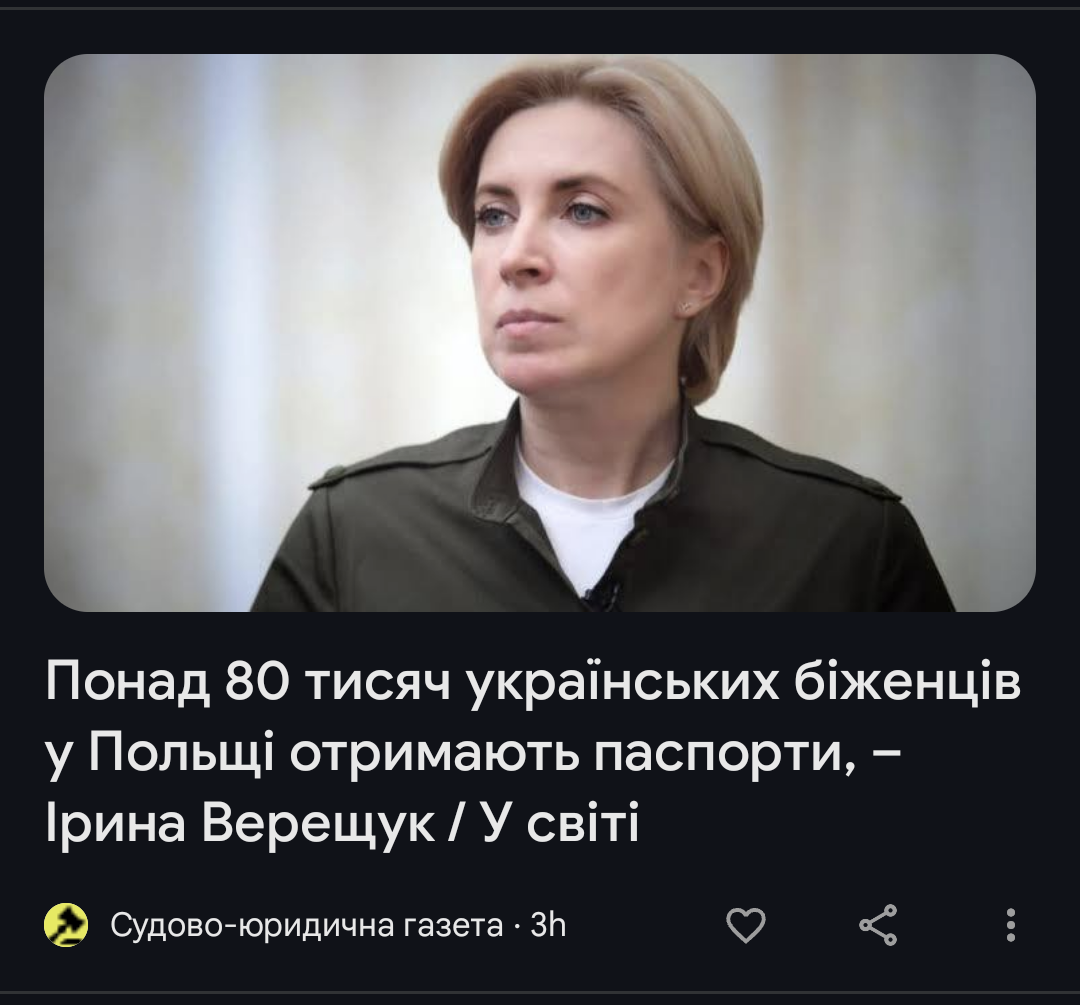 Понад 80 тисяч українських біженців
у Польщі отримають паспорти, –
Ірина Верещук / У світі
Судово-юридична газета · 3h